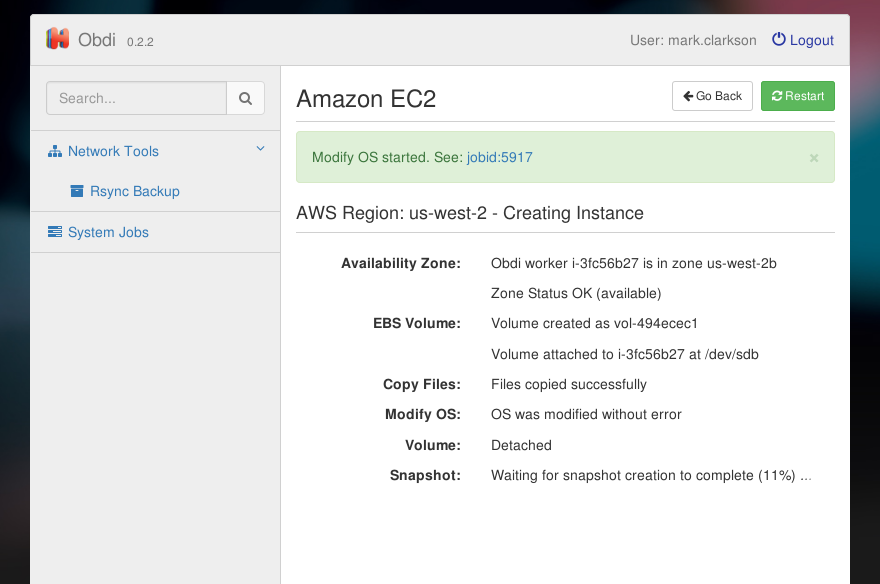 Obdi 0.2.2
User: mark.clarkson Logout
Search...
Network Tools
Rsync Backup
System Jobs
Amazon EC2
Go Back Restart
Modify OS started. See: jobid:5917 ×
AWS Region: us-west-2 - Creating Instance
Availability Zone: Obdi worker i-3fc56b27 is in zone us-west-2b
Zone Status OK (available)
EBS Volume: Volume created as vol-494ecec1
Volume attached to i-3fc56b27 at /dev/sdb
Copy Files: Files copied successfully
Modify OS: OS was modified without error
Volume: Detached
Snapshot: Waiting for snapshot creation to complete (11%) ...